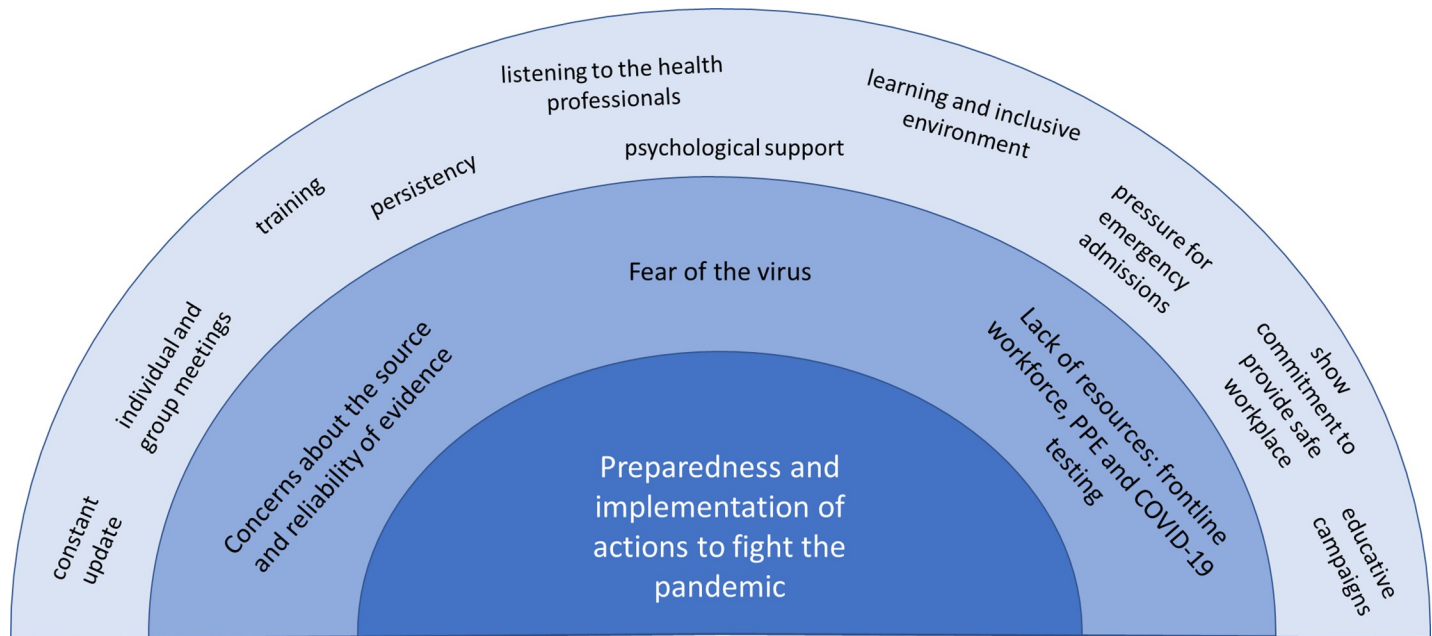 listening to the health
professionals
learning and inclusive
environment
psychological support
persistency
training
pressure for
emergency
admissions
individual and
group meetings
show
commitment to
provide safe
workplace
constant
update
educative
campaigns
Fear of the virus
Concerns about the source
and reliability of evidence
Lack of resources: frontline
workforce, PPE and COVID-19
testing
Preparedness and
implementation of
actions to fight the
pandemic